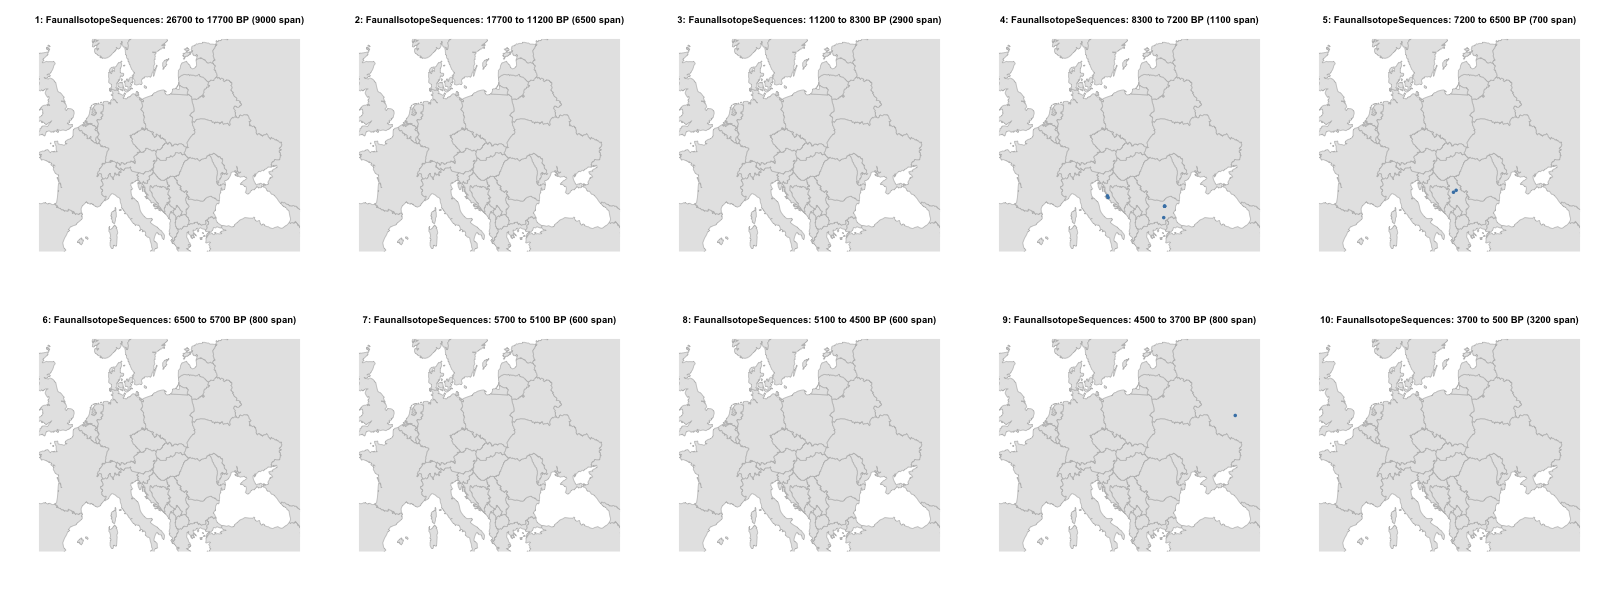 1: FaunalIsotopeSequences: 26700 to 17700 BP (9000 span)
2: FaunalIsotopeSequences: 17700 to 11200 BP (6500 span)
3: FaunalIsotopeSequences: 11200 to 8300 BP (2900 span)
4: FaunalIsotopeSequences: 8300 to 7200 BP (1100 span)
5: FaunalIsotopeSequences: 7200 to 6500 BP (700 span)
6: FaunalIsotopeSequences: 6500 to 5700 BP (800 span)
7: FaunalIsotopeSequences: 5700 to 5100 BP (600 span)
8: FaunalIsotopeSequences: 5100 to 4500 BP (600 span)
9: FaunalIsotopeSequences: 4500 to 3700 BP (800 span)
10: FaunalIsotopeSequences: 3700 to 500 BP (3200 span)